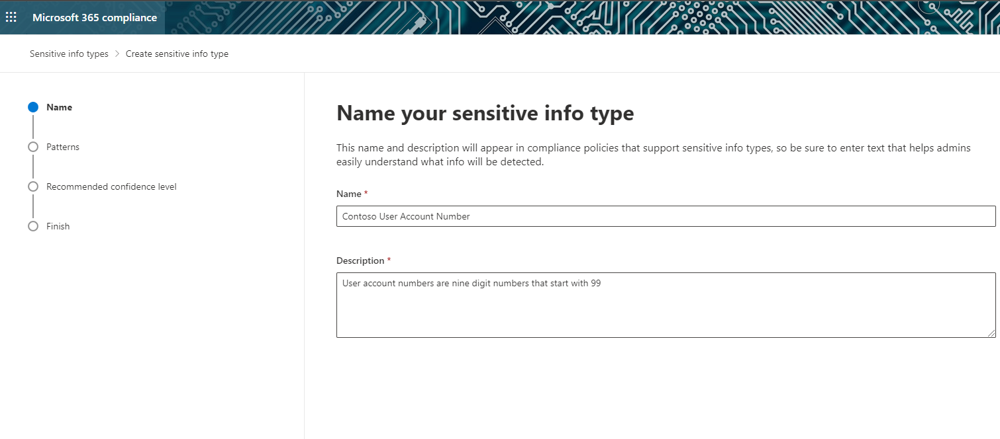 Microsoft 365 compliance
Sensitive info types > Create sensitive info type
Name
Patterns
Recommended confidence level
Finish
Name your sensitive info type
This name and description will appear in compliance policies that support sensitive info types, so be sure to enter text that helps admins
easily understand what info will be detected.
Name *
Contoso User Account Number
Description *
User account numbers are nine digit numbers that start with 99